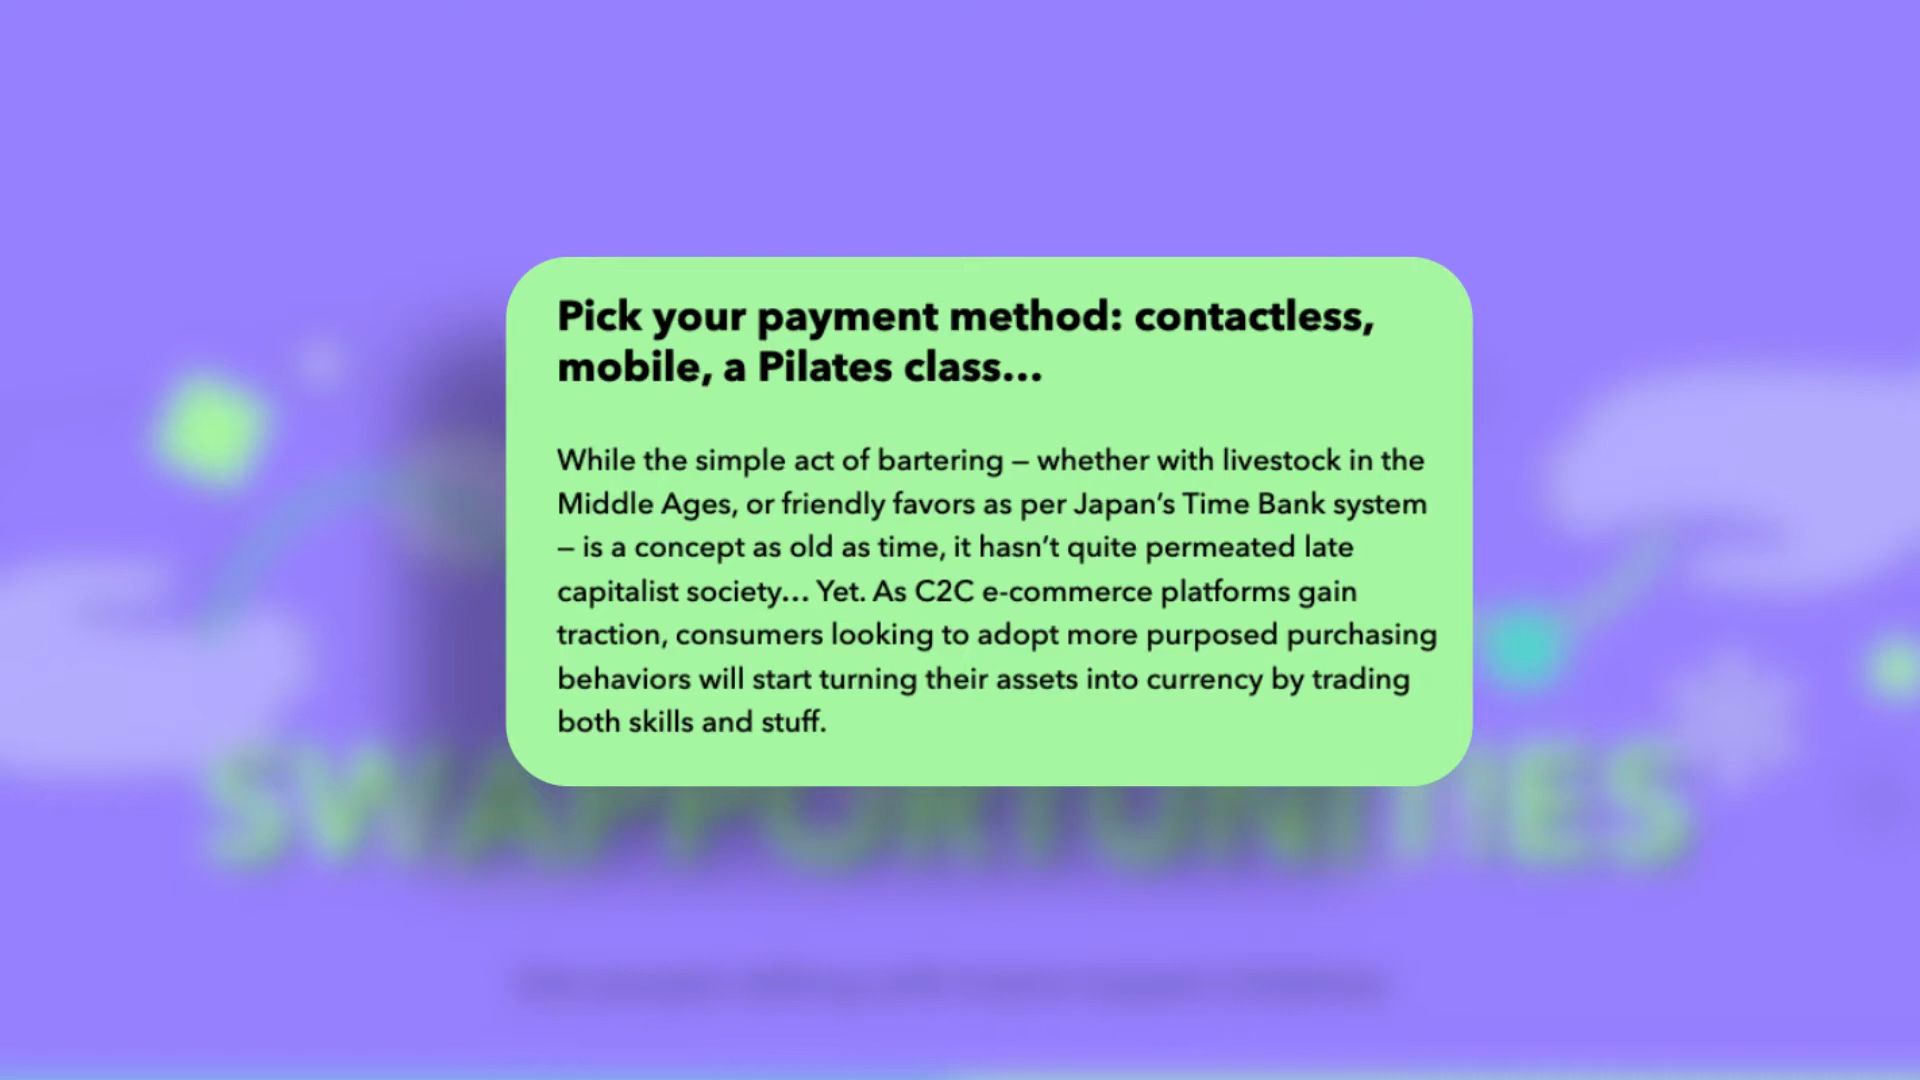 Pick your payment method: contactless,
mobile, a Pilates class…
While the simple act of bartering – whether with livestock in the
Middle Ages, or friendly favors as per Japan’s Time Bank system
– is a concept as old as time, it hasn’t quite permeated late
capitalist society… Yet. As C2C e-commerce platforms gain
traction, consumers looking to adopt more purposed purchasing
behaviors will start turning their assets into currency by trading
both skills and stuff.
SWAPPORTUNITIES